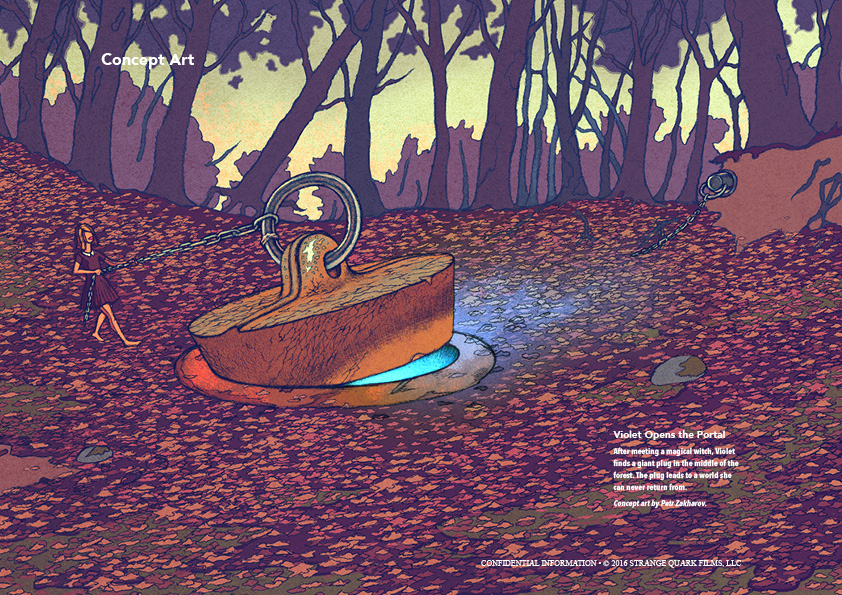 Concept Art
Violet Opens the Portal
After meeting a magical witch, Violet
finds a giant plug in the middle of the
forest. The plug leads to a world she
can never return from.
Concept art by Petr Zakharov.
CONFIDENTIAL INFORMATION • © 2016 STRANGE QUARK FILMS, LLC